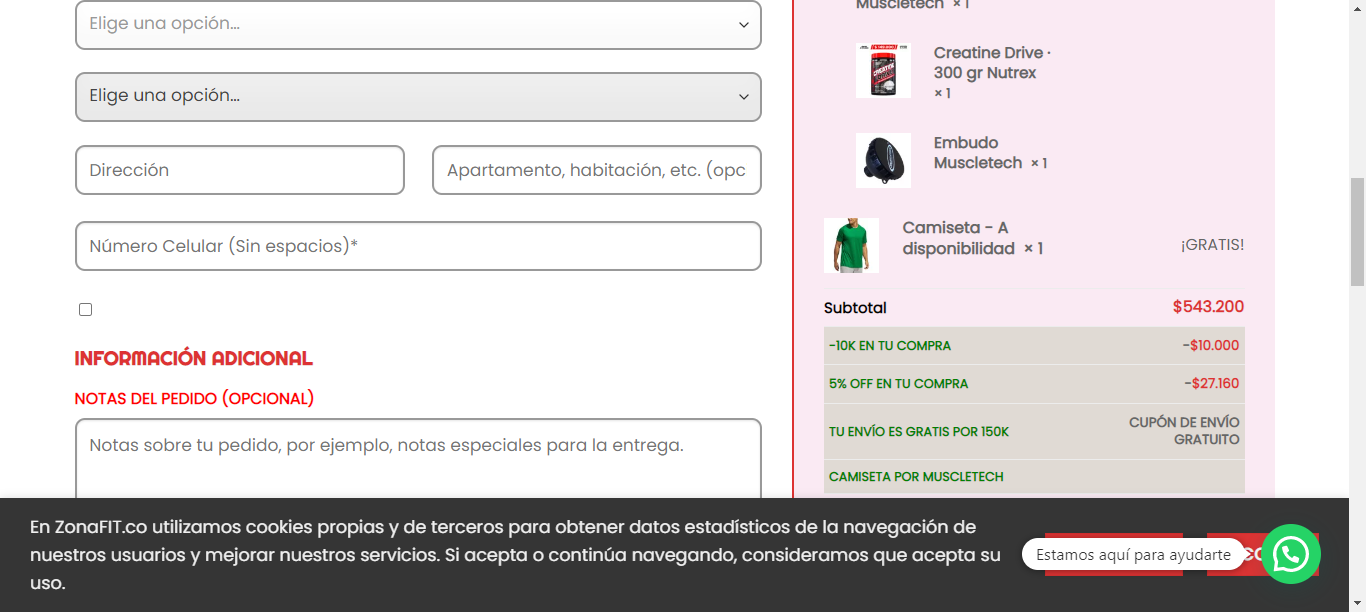 Elige una opción...
Elige una opción...
Dirección
Apartamento, habitación, etc. (opc
Número Celular (Sin espacios)*
INFORMACIÓN ADICIONAL
NOTAS DEL PEDIDO (OPCIONAL)
Notas sobre tu pedido, por ejemplo, notas especiales para la entrega.
Muscletech × 1
Creatine Drive ·
300 gr Nutrex
× 1
Embudo
Muscletech × 1
Camiseta - A
disponibilidad × 1
¡GRATIS!
Subtotal
$543.200
-10K EN TU COMPRA
-$10.000
5% OFF EN TU COMPRA
-$27.160
TU ENVÍO ES GRATIS POR 150K
CUPÓN DE ENVÍO
GRATUITO
CAMISETA POR MUSCLETECH
En ZonaFIT.co utilizamos cookies propias y de terceros para obtener datos estadísticos de la navegación de
nuestros usuarios y mejorar nuestros servicios. Si acepta o continúa navegando, consideramos que acepta su
uso.
Estamos aquí para ayudarte